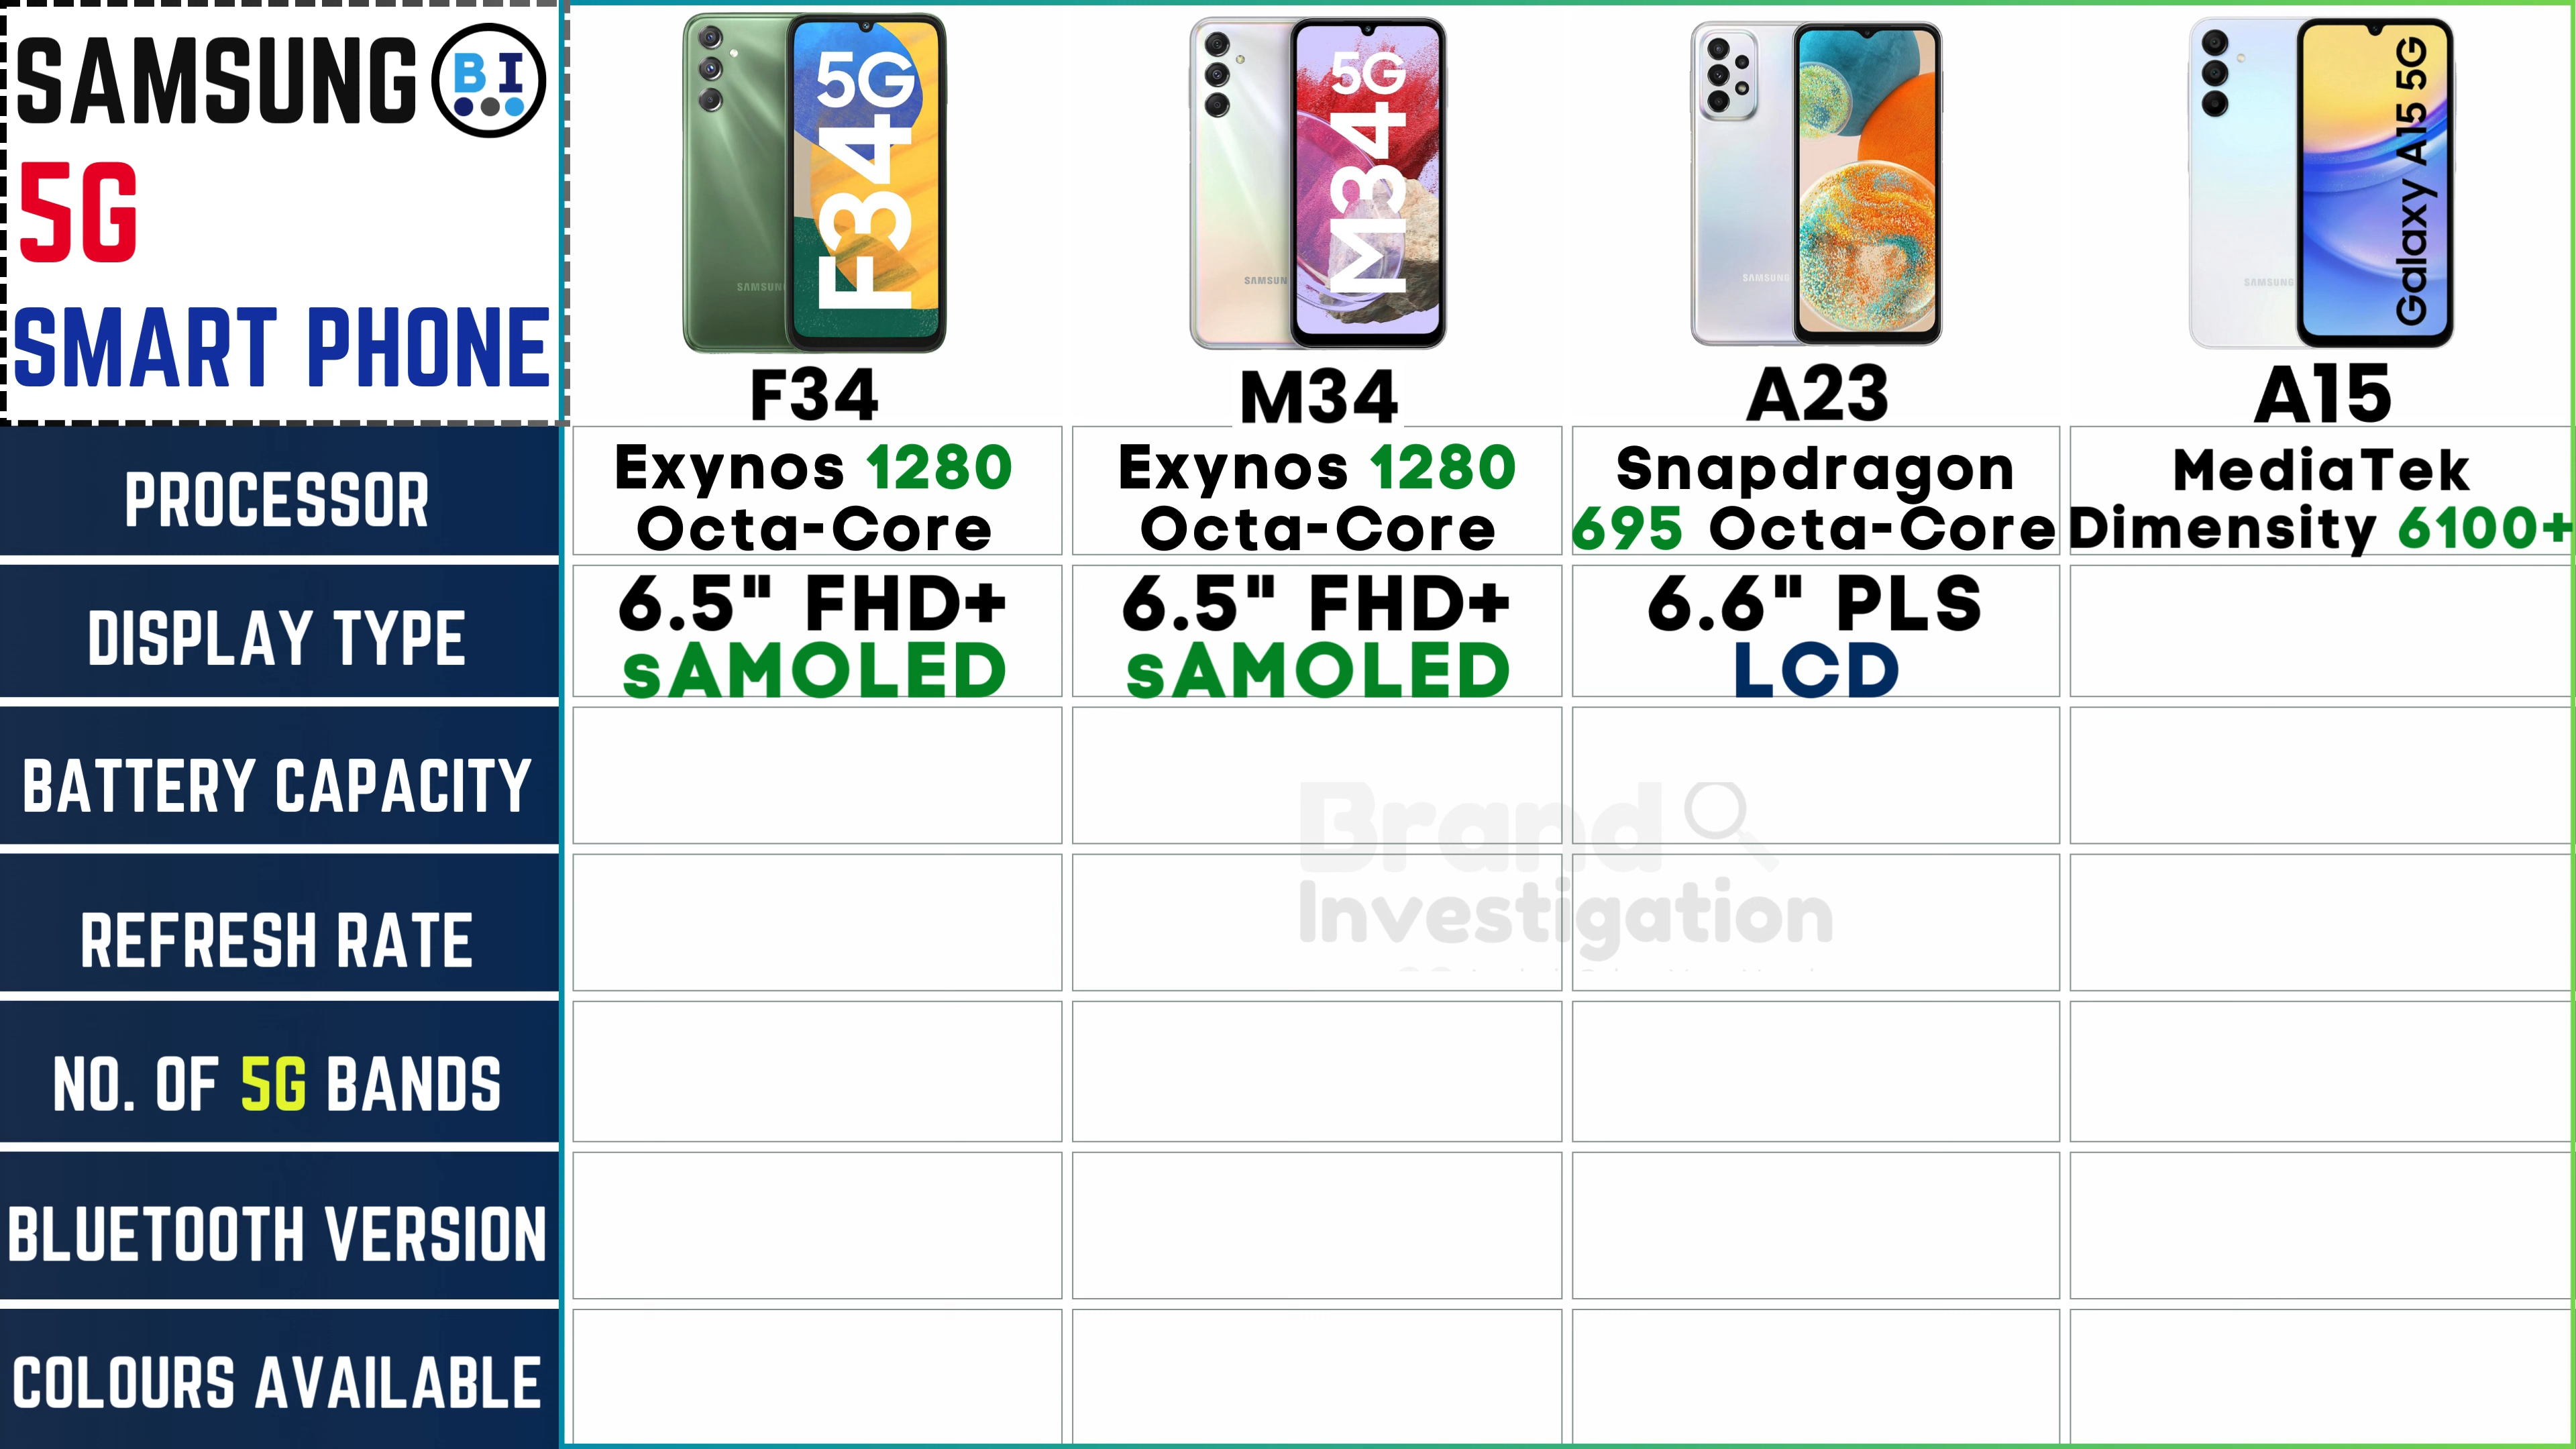 SAMSUNG
B I
5G
SMART PHONE
5G
F34
SAMSUN
5G
M34
SAMSUN
SAMSUNG
Galaxy A15 5G
SAMSUNG
F34
M34
A23
A15
PROCESSOR
Exynos 1280
Octa-Core
Exynos 1280
Octa-Core
Snapdragon
695 Octa-Core
MediaTek
Dimensity 6100+
DISPLAY TYPE
6.5" FHD+
sAMOLED
6.5" FHD+
sAMOLED
6.6" PLS
LCD
BATTERY CAPACITY
REFRESH RATE
NO. OF 5G BANDS
BLUETOOTH VERSION
COLOURS AVAILABLE
Brand
Investigation